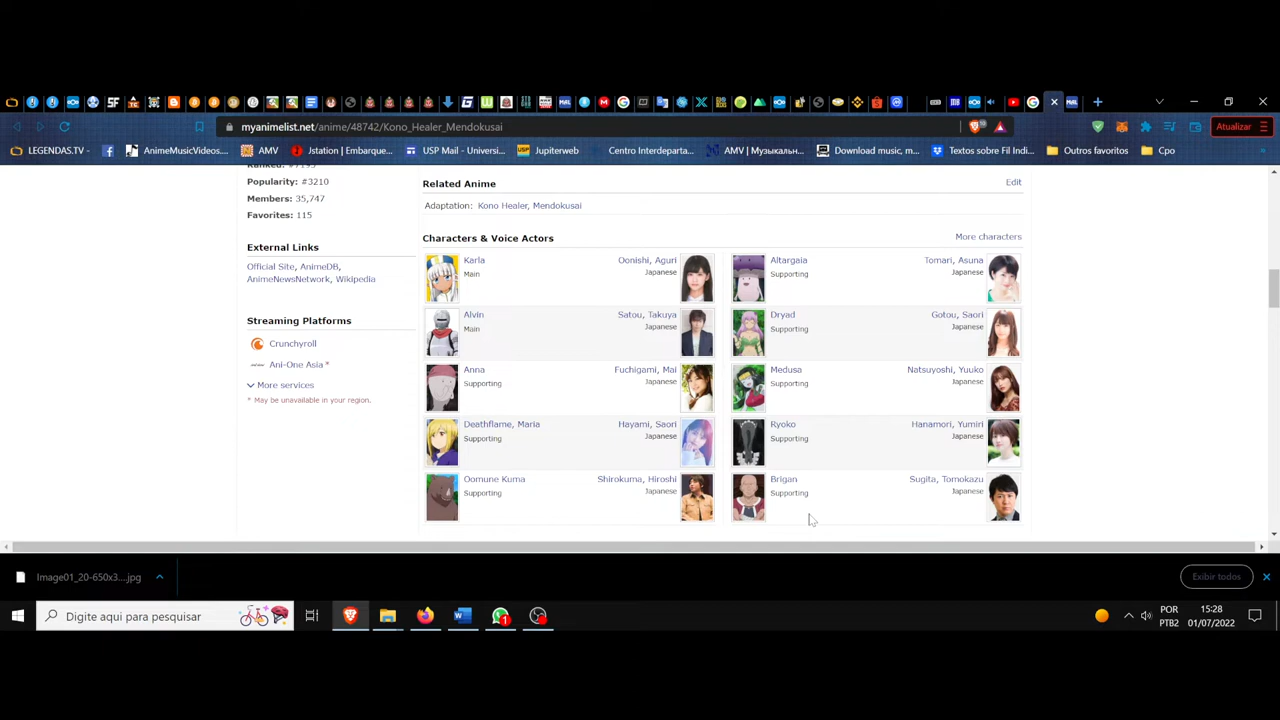 myanimelist.net/anime/48742/Kono_Healer_Mendokusai
Atualizar
LEGENDAS.TV
AnimeMusicVideos...
AMV
Jstation | Embarque...
USP Mail - Universi...
Jupiterweb
Centro Interdeparta...
AMV | Музыкальн...
Download music, m...
Textos sobre Fil Indi...
Outros favoritos
Cpo
Popularity: #3210
Members: 35,747
Favorites: 115
External Links
Official Site, AnimeDB,
AnimeNewsNetwork, Wikipedia
Streaming Platforms
Crunchyroll
Ani-One Asia *
More services
* May be unavailable in your region.
Related Anime
Edit
Adaptation: Kono Healer, Mendokusai
Characters & Voice Actors
More characters
Karla
Main
Oonishi, Aguri
Japanese
Altargaia
Supporting
Tomari, Asuna
Japanese
Alvin
Main
Satou, Takuya
Japanese
Dryad
Supporting
Gotou, Saori
Japanese
Anna
Supporting
Fuchigami, Mai
Japanese
Medusa
Supporting
Natsuyoshi, Yuuko
Japanese
Deathflame, Maria
Supporting
Hayami, Saori
Japanese
Ryoko
Supporting
Hanamori, Yumiri
Japanese
Oomune Kuma
Supporting
Shirokuma, Hiroshi
Japanese
Brigan
Supporting
Sugita, Tomokazu
Japanese
Image01_20-650x3....jpg
Exibir todos
Digite aqui para pesquisar
POR
PTB2
15:28
01/07/2022